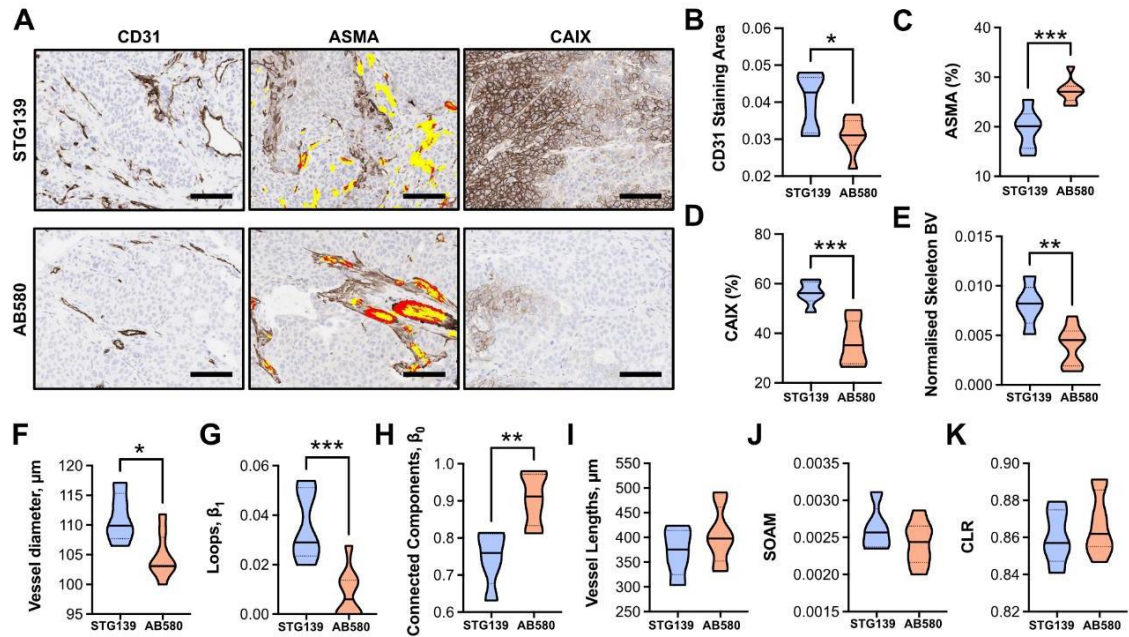 A
CD31
ASMA
CAIX
STG139
AB580
B
CD31 Staining Area
0.06
0.05
0.04
0.03
0.02
*
STG139 AB580
C
ASMA (%)
40
30
20
10
***
STG139 AB580
D
CAIX (%)
80
60
40
20
***
STG139 AB580
E
Normalised Skeleton BV
0.015
0.010
0.005
0.000
**
STG139 AB580
F
Vessel diameter, µm
120
115
110
105
100
95
*
STG139 AB580
G
Loops, β₁
0.06
0.04
0.02
0.00
***
STG139 AB580
H
Connected Components, β₀
1.0
0.9
0.8
0.7
0.6
**
STG139 AB580
I
Vessel Lengths, µm
550
500
450
400
350
300
250
STG139 AB580
J
SOAM
0.0035
0.0030
0.0025
0.0020
0.0015
STG139 AB580
K
CLR
0.90
0.88
0.86
0.84
0.82
STG139 AB580